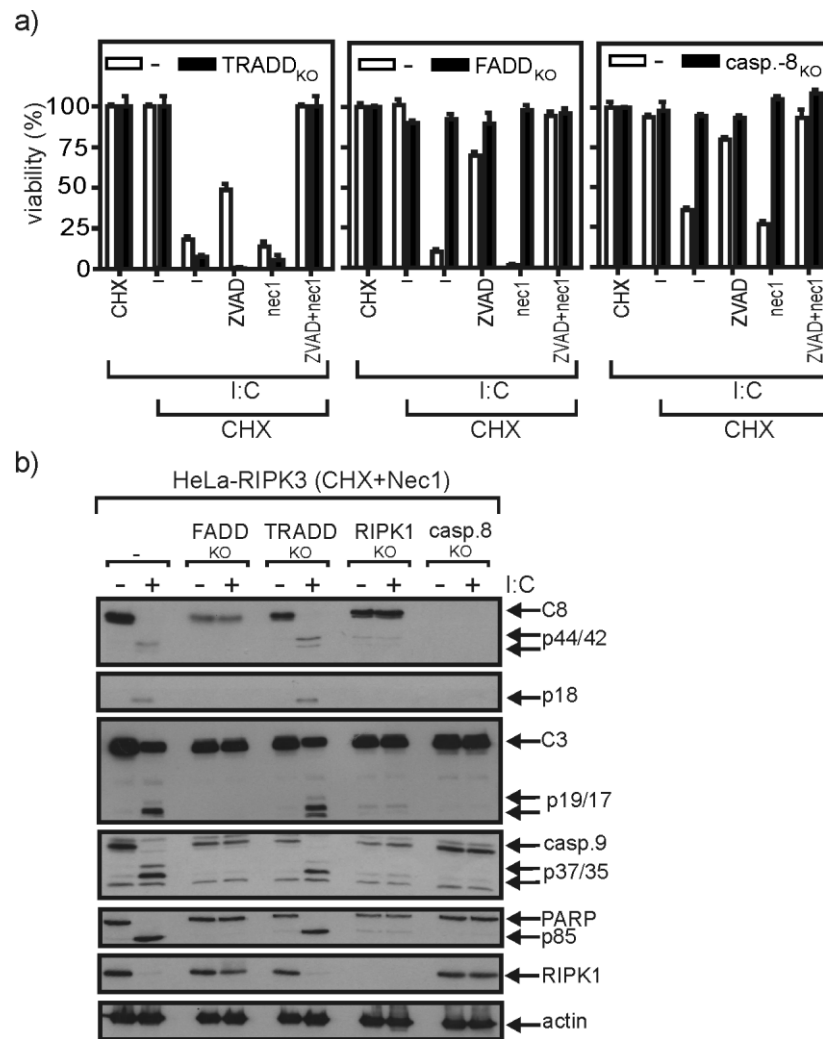 a)
- TRADDKO
- FADDKO
- casp.-8KO
viability (%)
100
75
50
25
0
CHX
-
-
ZVAD
nec1
ZVAD+nec1
CHX
-
-
ZVAD
nec1
ZVAD+nec1
CHX
-
-
ZVAD
nec1
ZVAD+nec1
I:C
I:C
I:C
CHX
CHX
CHX
b)
HeLa-RIPK3 (CHX+Nec1)
FADD TRADD RIPK1 casp.8
- KO KO KO KO
- + - + - + - + - + I:C
C8
p44/42
p18
C3
p19/17
casp.9
p37/35
PARP
p85
RIPK1
actin